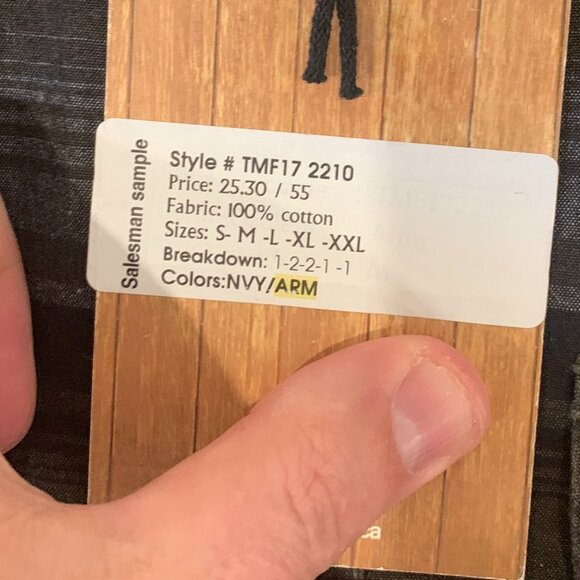 Salesman sample
Style # TMF17 2210
Price: 25.30 / 55
Fabric: 100% cotton
Sizes: S- M -L -XL -XXL
Breakdown: 1-2-2-1 -1
Colors:NVY/ARM